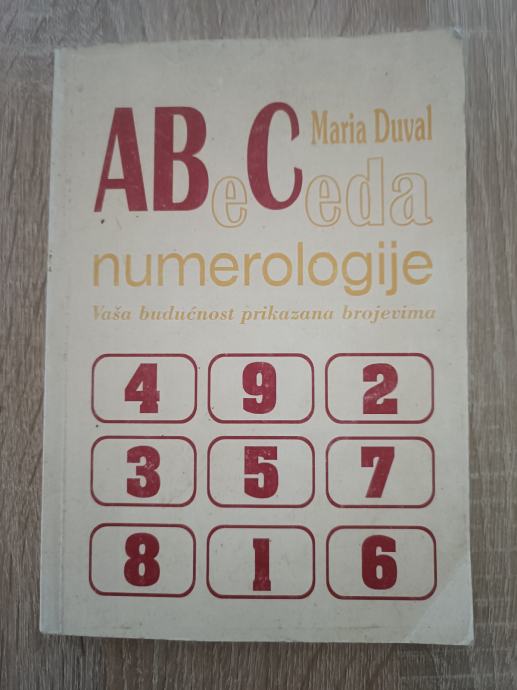 Maria Duval
ABeCeda
numerologije
Vaša budućnost prikazana brojevima
4 9 2
3 5 7
8 1 6